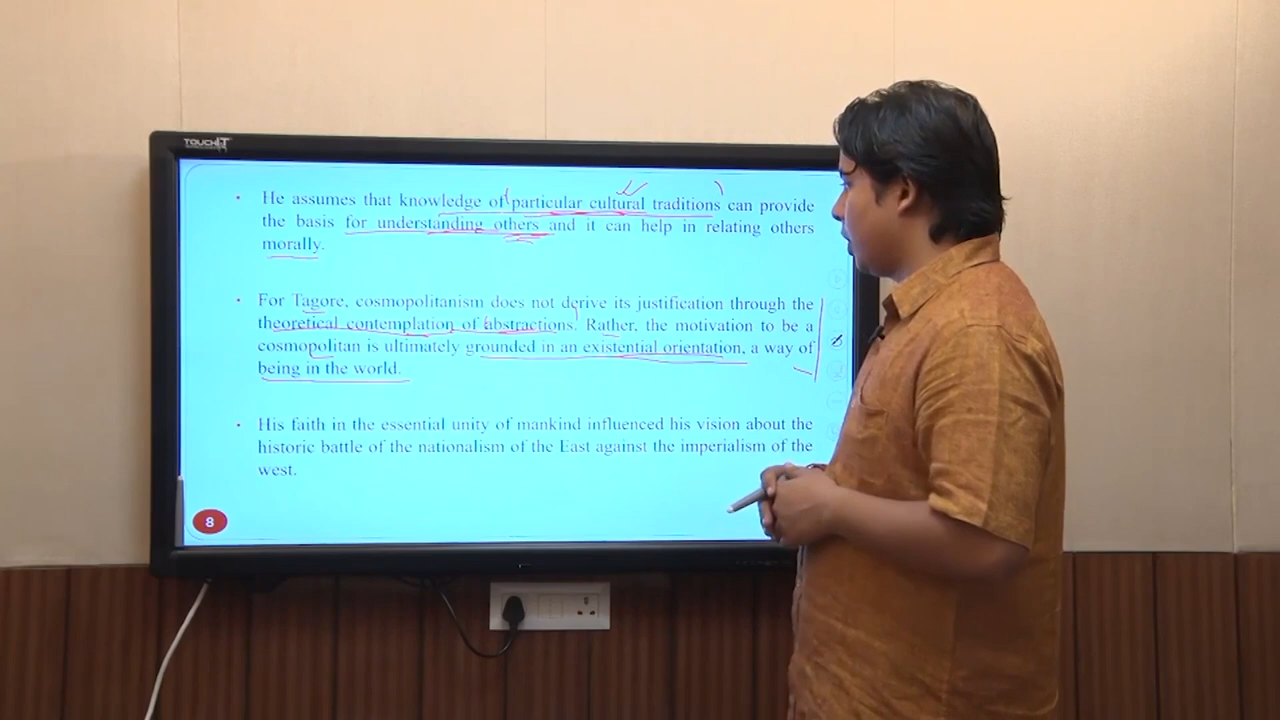 TOUCHIT
• He assumes that knowledge of particular cultural traditions can provide
the basis for understanding others and it can help in relating others
morally.
• For Tagore, cosmopolitanism does not derive its justification through the
theoretical contemplation of abstractions. Rather, the motivation to be a
cosmopolitan is ultimately grounded in an existential orientation, a way of
being in the world.
• His faith in the essential unity of mankind influenced his vision about the
historic battle of the nationalism of the East against the imperialism of the
west.
8